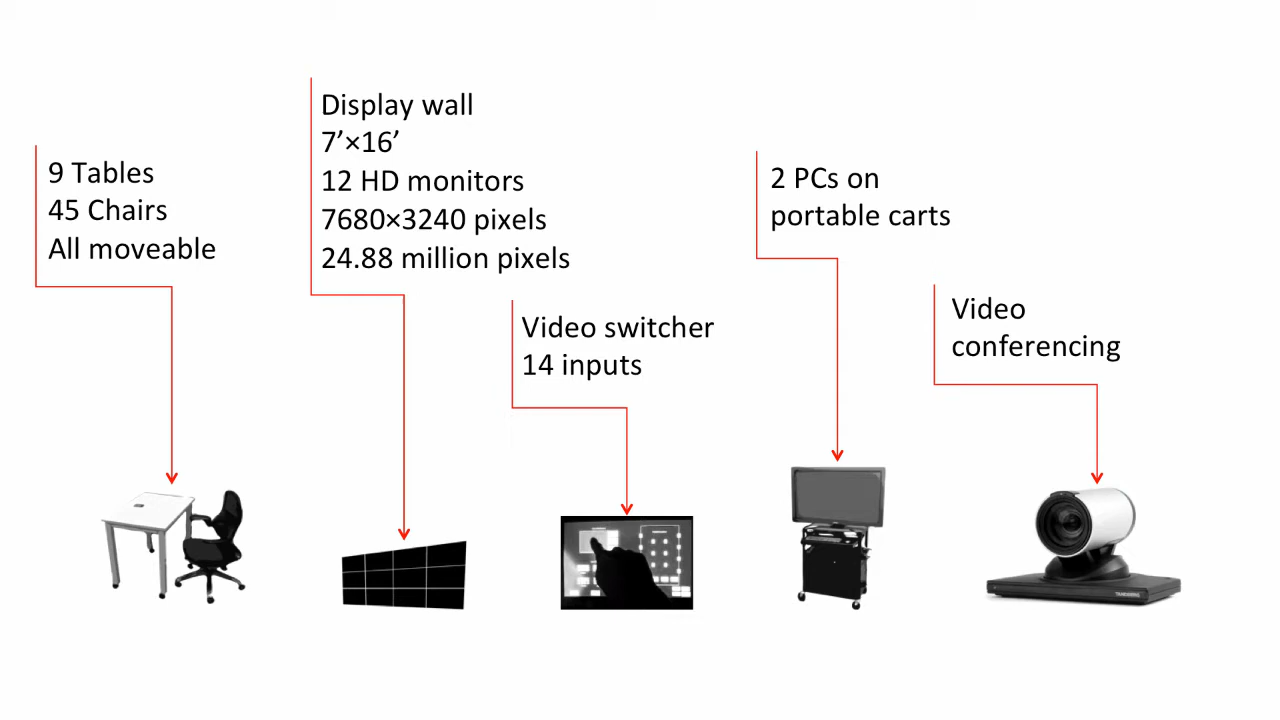 9 Tables
45 Chairs
All moveable
Display wall
7’×16’
12 HD monitors
7680×3240 pixels
24.88 million pixels
Video switcher
14 inputs
2 PCs on
portable carts
Video
conferencing
TANDBERG